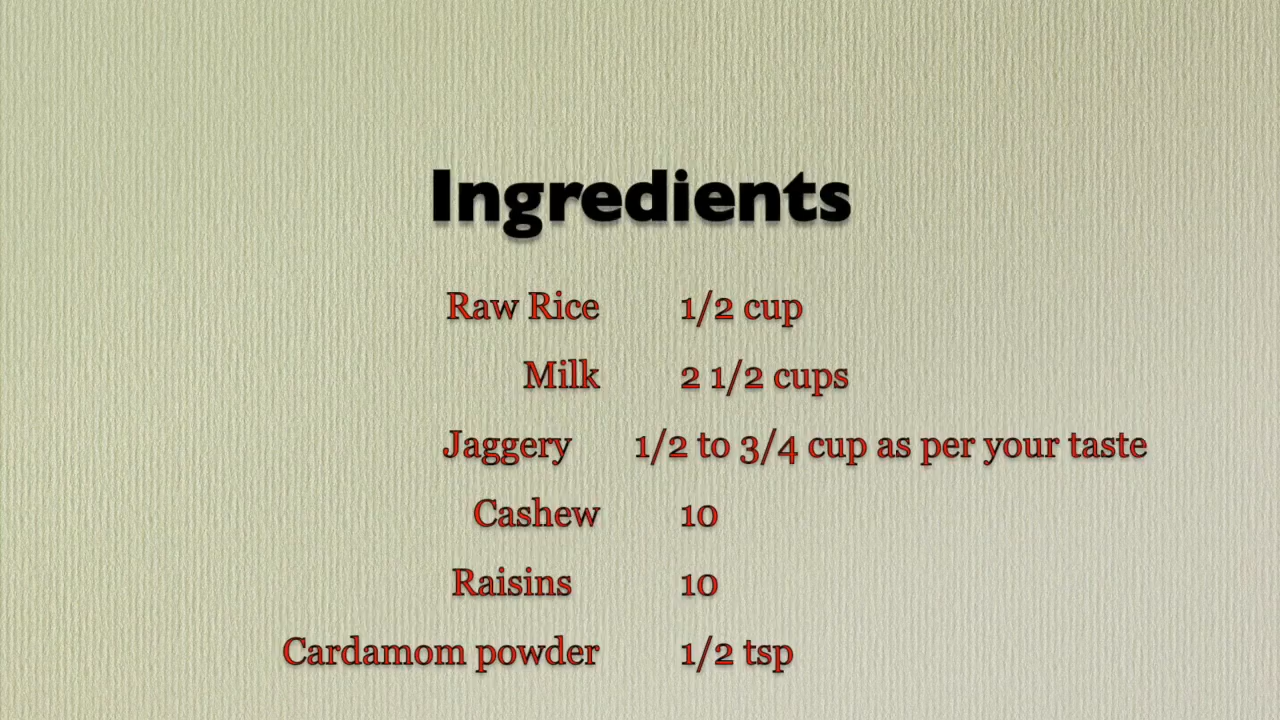 Ingredients
Raw Rice 1/2 cup
Milk 2 1/2 cups
Jaggery 1/2 to 3/4 cup as per your taste
Cashew 10
Raisins 10
Cardamom powder 1/2 tsp